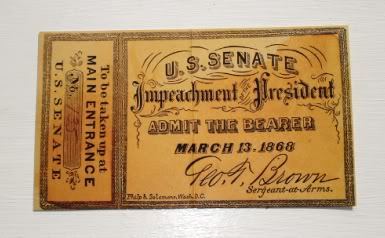 To be taken up at
MAIN ENTRANCE
No.
U.S. SENATE
U.S. SENATE
Impeachment OF THE President
ADMIT THE BEARER
MARCH 13. 1868
Geo. T. Brown
Sergeant-at-Arms.
Philp & Solomons, Wash. D.C.